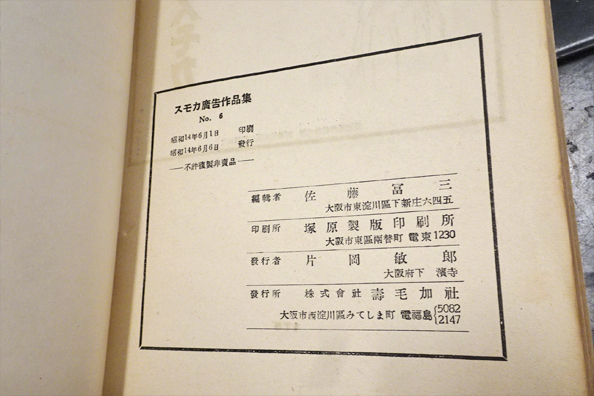 スモカ廣告作品集
No. 6
昭和14年6月1日 印刷
昭和14年6月6日 發行
──不許複製非賣品──
編輯者 佐藤冨三
大阪市東淀川區下新庄六四五
印刷所 塚原製版印刷所
大阪市東區兩替町 電東1230
發行者 片岡敏郎
大阪府下 濱寺
發行所 株式會社 壽毛加社
大阪市西淀川區みてしま町 電福島{5082 2147